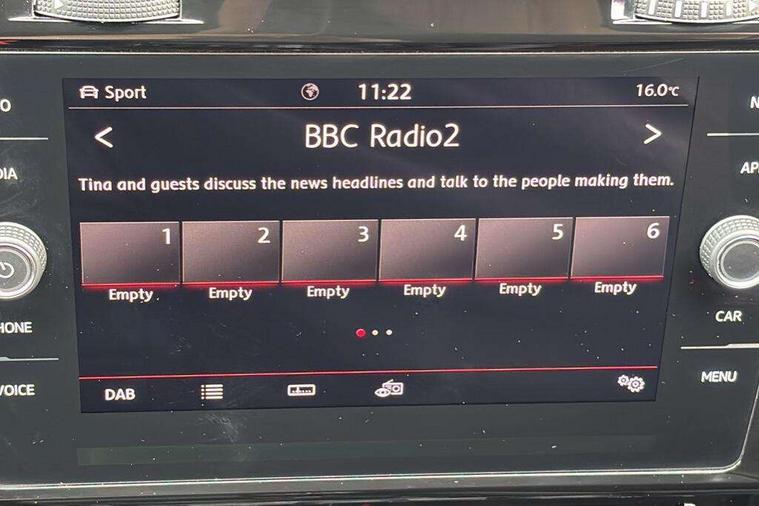 Sport 11:22 16.0°C
< BBC Radio2 >
Tina and guests discuss the news headlines and talk to the people making them.
1 2 3 4 5 6
Empty Empty Empty Empty Empty Empty
DAB
VOICE
CAR
MENU